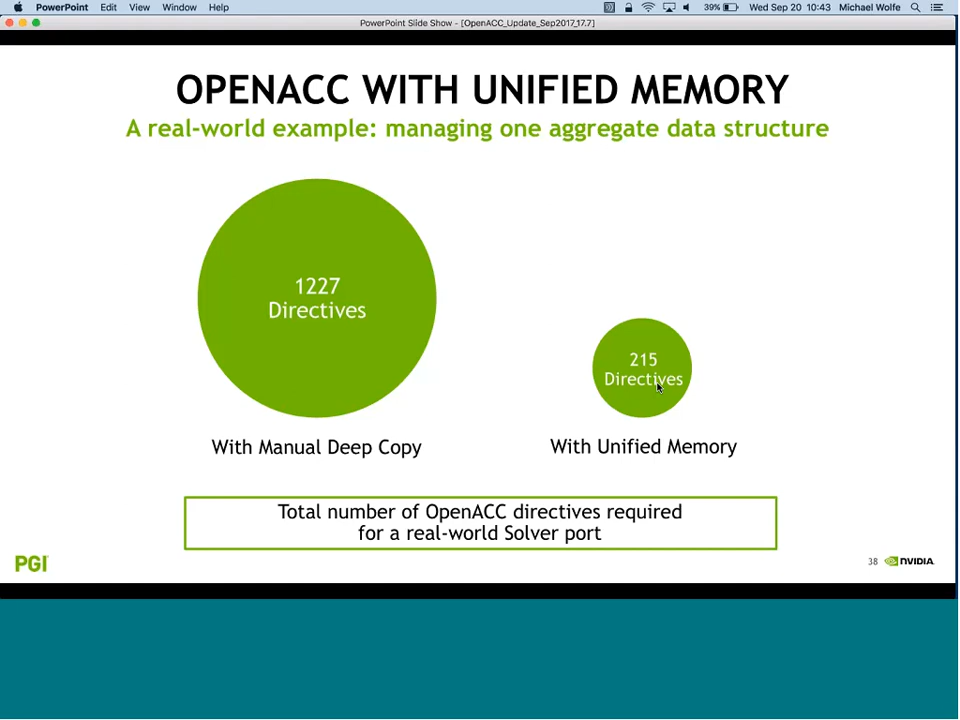 PowerPoint Edit View Window Help 39% Wed Sep 20 10:43 Michael Wolfe
PowerPoint Slide Show - [OpenACC_Update_Sep2017_17.7]
OPENACC WITH UNIFIED MEMORY
A real-world example: managing one aggregate data structure
1227
Directives
215
Directives
With Manual Deep Copy
With Unified Memory
Total number of OpenACC directives required
for a real-world Solver port
PGI
38 NVIDIA